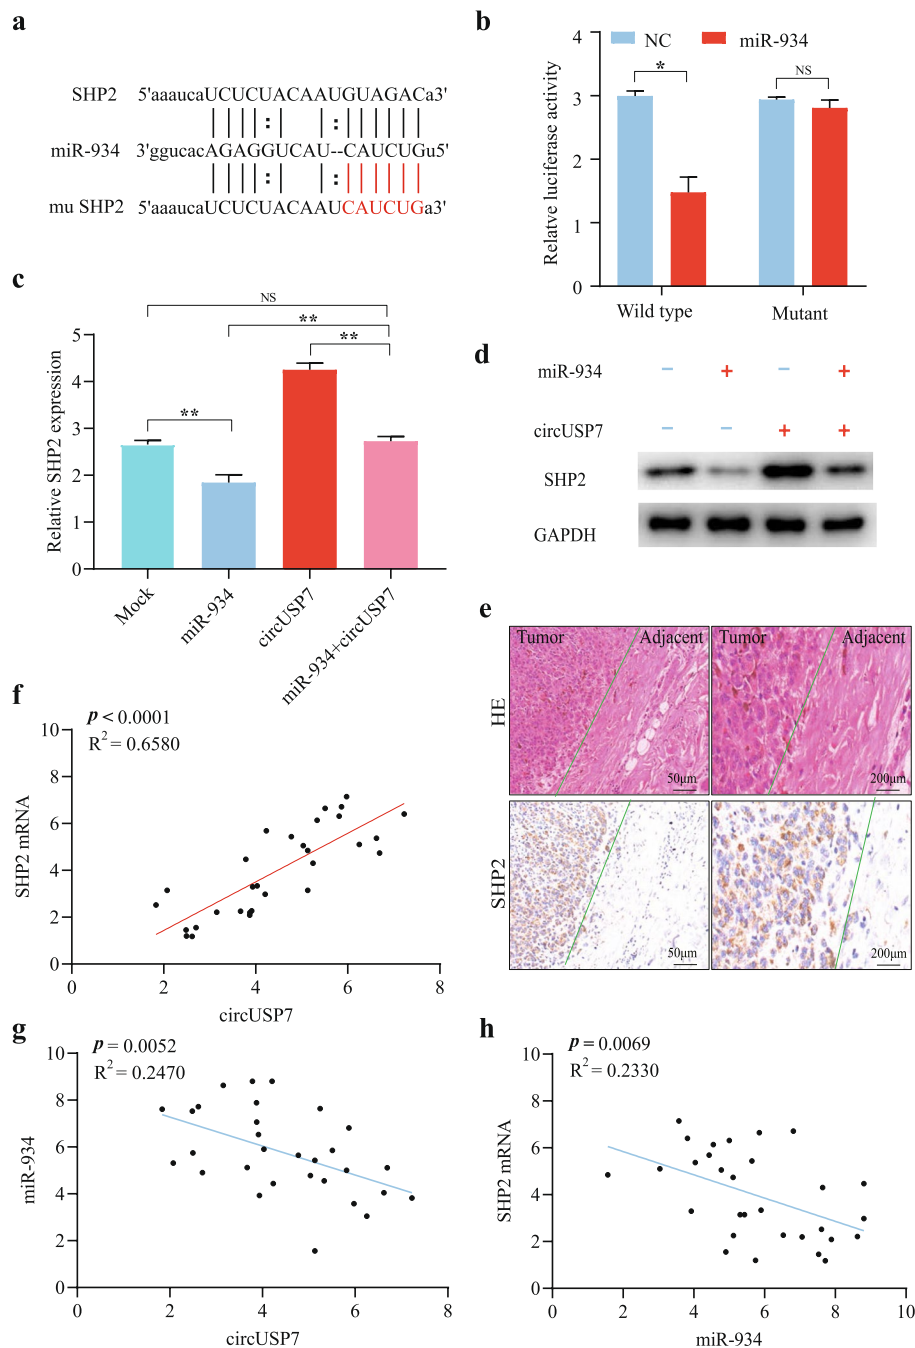 a
SHP2 5'aaaucaUCUCUACAAUGUAGACa3'
miR-934 3'ggucacAGAGGUCAU--CAUCUGu5'
mu SHP2 5'aaaucaUCUCUACAAUCAUCUGa3'
b
NC miR-934
Relatve luciferase activity
4
3
2
1
0
* NS
Wild type Mutant
c
Relative SHP2 expression
5
4
3
2
1
0
NS
**
**
**
Mock miR-934 circUSP7 miR-934+circUSP7
d
miR-934 − + − +
circUSP7 − − + +
SHP2
GAPDH
e
Tumor Adjacent Tumor Adjacent
HE
50μm 200μm
SHP2
50μm 200μm
f
p < 0.0001
R² = 0.6580
SHP2 mRNA
10
8
6
4
2
0
0 2 4 6 8
circUSP7
g
p = 0.0052
R² = 0.2470
miR-934
10
8
6
4
2
0
0 2 4 6 8
circUSP7
h
p = 0.0069
R² = 0.2330
SHP2 mRNA
10
8
6
4
2
0
0 2 4 6 8 10
miR-934